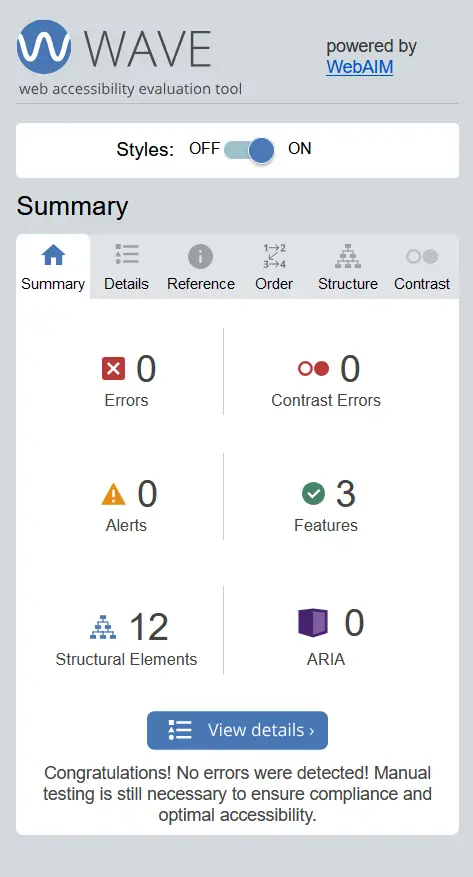 WAVE
web accessibility evaluation tool
powered by
WebAIM
Styles: OFF ON
Summary
Summary Details Reference Order Structure Contrast
1 2
3 4
0 0
Errors Contrast Errors
0 3
Alerts Features
12 0
Structural Elements ARIA
View details ›
Congratulations! No errors were detected! Manual
testing is still necessary to ensure compliance and
optimal accessibility.